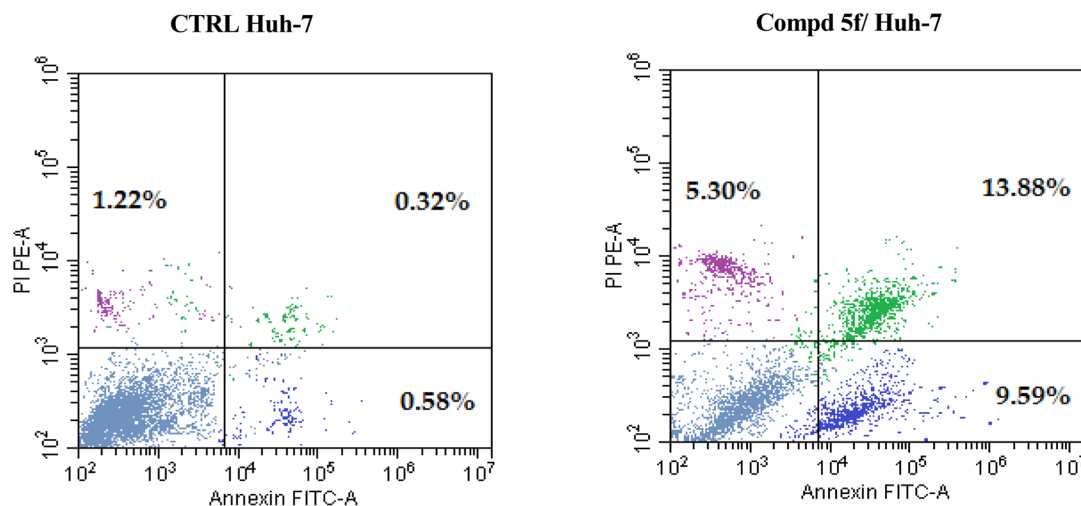 CTRL Huh-7
Compd 5f/ Huh-7
PI PE-A
10^6
10^5
10^4
10^3
10^2
1.22%
0.32%
0.58%
10^2 10^3 10^4 10^5 10^6 10^7
Annexin FITC-A
PI PE-A
10^6
10^5
10^4
10^3
10^2
5.30%
13.88%
9.59%
10^2 10^3 10^4 10^5 10^6 10^7
Annexin FITC-A